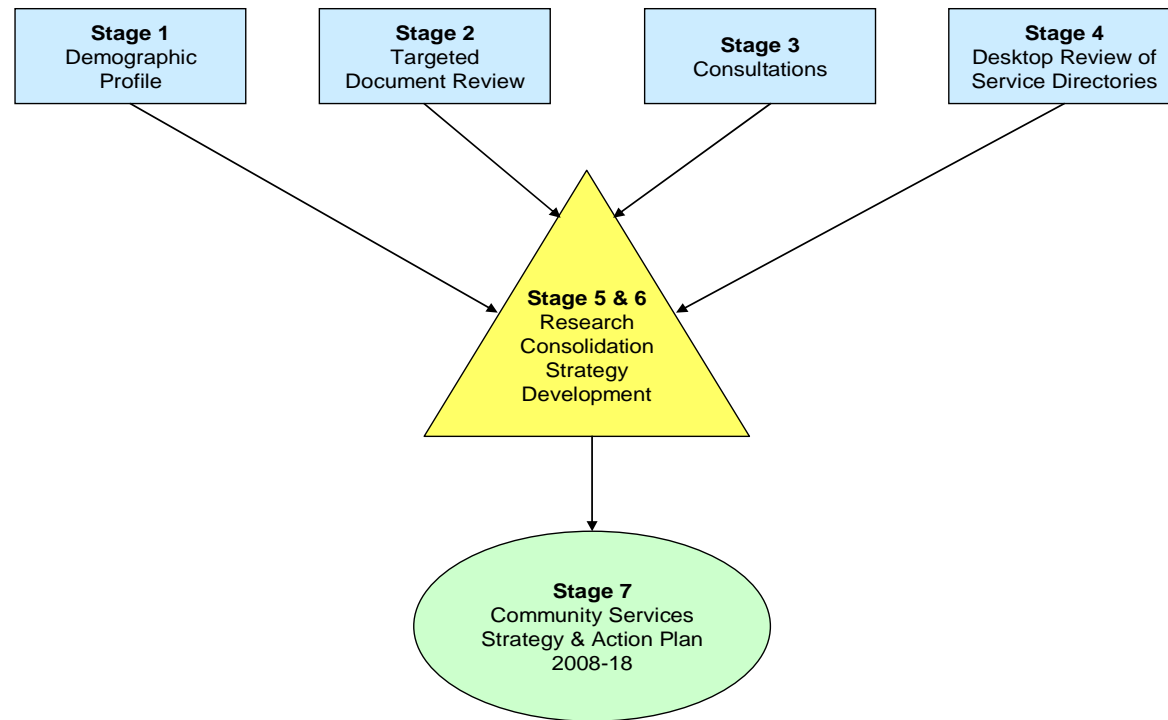 Stage 1
Demographic
Profile
Stage 2
Targeted
Document Review
Stage 3
Consultations
Stage 4
Desktop Review of
Service Directories
Stage 5 & 6
Research
Consolidation
Strategy
Development
Stage 7
Community Services
Strategy & Action Plan
2008-18